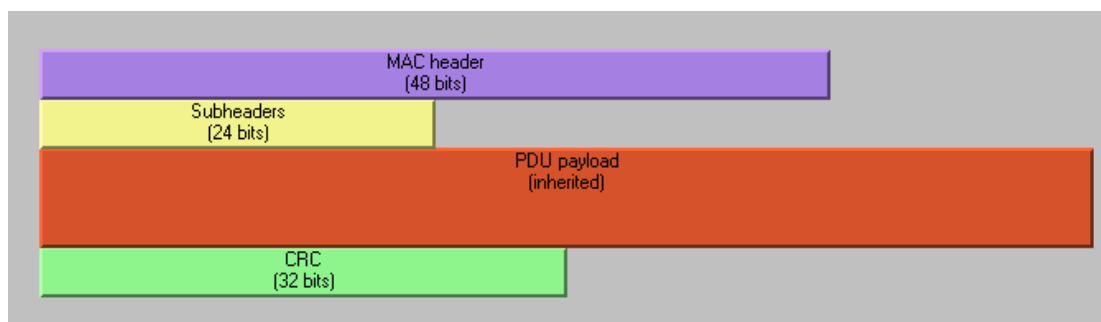 MAC header
(48 bits)
Subheaders
(24 bits)
PDU payload
(inherited)
CRC
(32 bits)